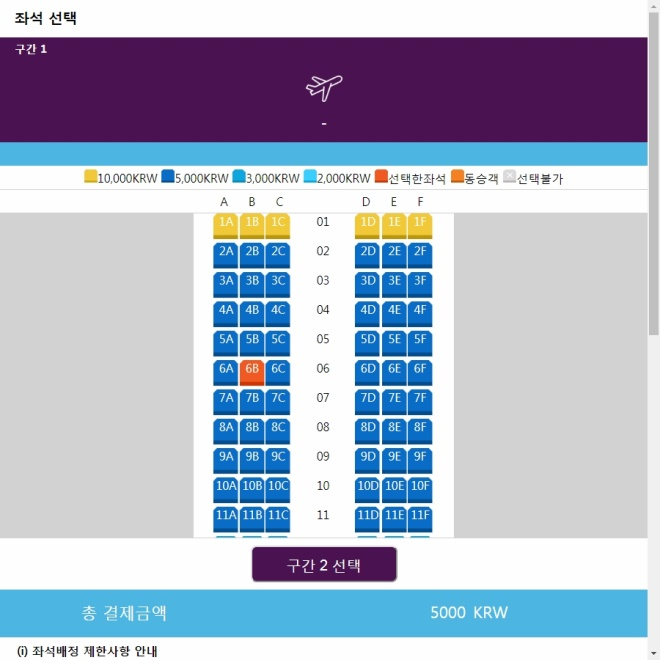 좌석 선택
구간 1
-
10,000KRW 5,000KRW 3,000KRW 2,000KRW 선택한좌석 동승객 선택불가
A B C D E F
1A 1B 1C 01 1D 1E 1F
2A 2B 2C 02 2D 2E 2F
3A 3B 3C 03 3D 3E 3F
4A 4B 4C 04 4D 4E 4F
5A 5B 5C 05 5D 5E 5F
6A 6B 6C 06 6D 6E 6F
7A 7B 7C 07 7D 7E 7F
8A 8B 8C 08 8D 8E 8F
9A 9B 9C 09 9D 9E 9F
10A 10B 10C 10 10D 10E 10F
11A 11B 11C 11 11D 11E 11F
구간 2 선택
총 결제금액 5000 KRW
(i) 좌석배정 제한사항 안내